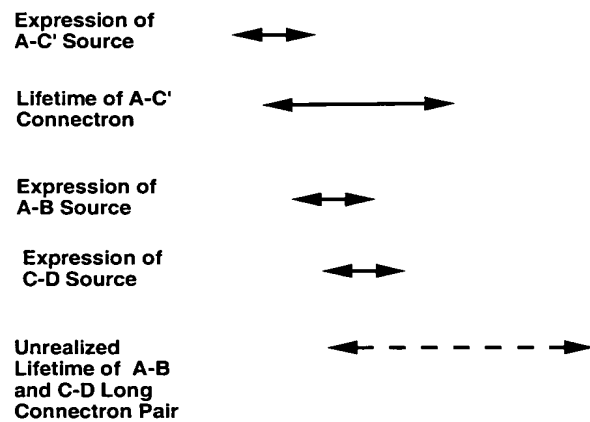 Expression of
A-C' Source
Lifetime of A-C'
Connectron
Expression of
A-B Source
Expression of
C-D Source
Unrealized
Lifetime of A-B
and C-D Long
Connectron Pair